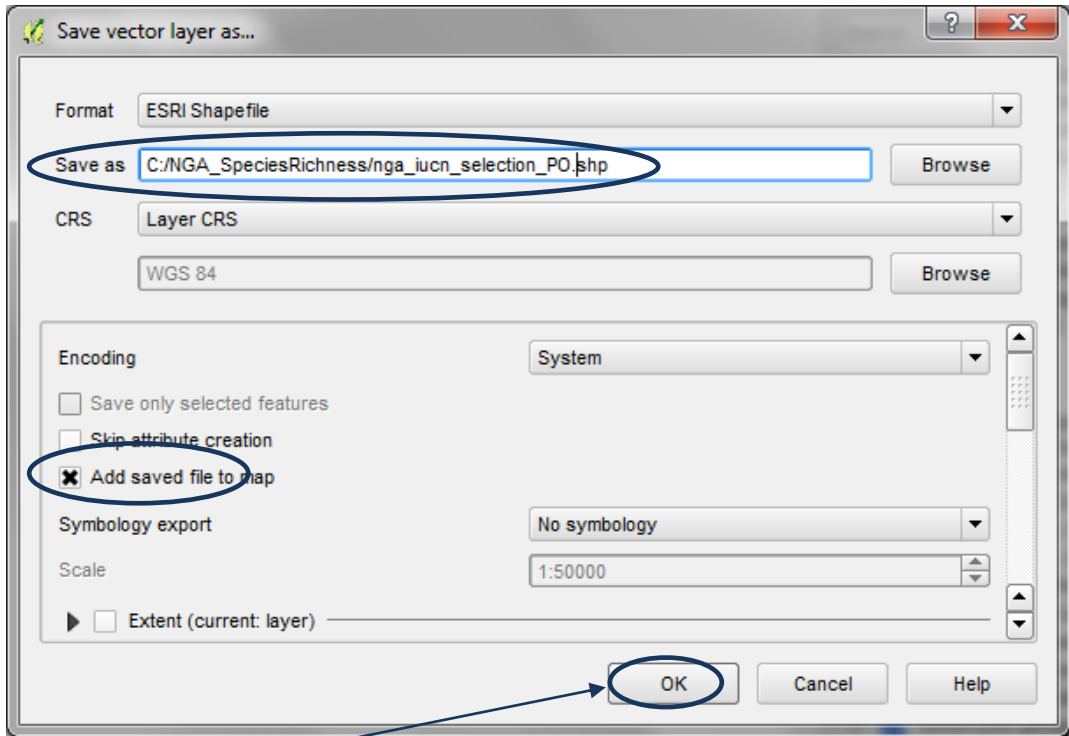 Save vector layer as...
Format ESRI Shapefile
Save as C:/NGA_SpeciesRichness/nga_iucn_selection_PO.shp Browse
CRS Layer CRS
WGS 84 Browse
Encoding System
Save only selected features
Skip attribute creation
Add saved file to map
Symbology export No symbology
Scale 1:50000
Extent (current: layer)
OK Cancel Help